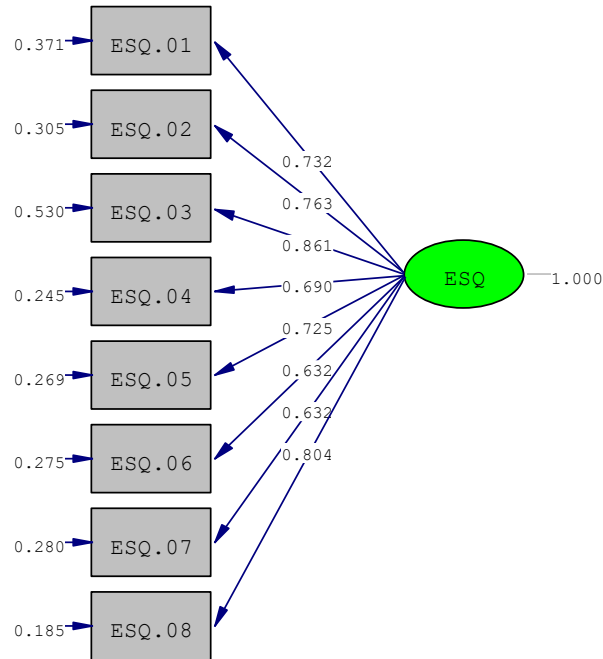 0.371 ESQ.01
0.305 ESQ.02
0.530 ESQ.03
0.245 ESQ.04
0.269 ESQ.05
0.275 ESQ.06
0.280 ESQ.07
0.185 ESQ.08
0.732
0.763
0.861
0.690
0.725
0.632
0.632
0.804
ESQ 1.000